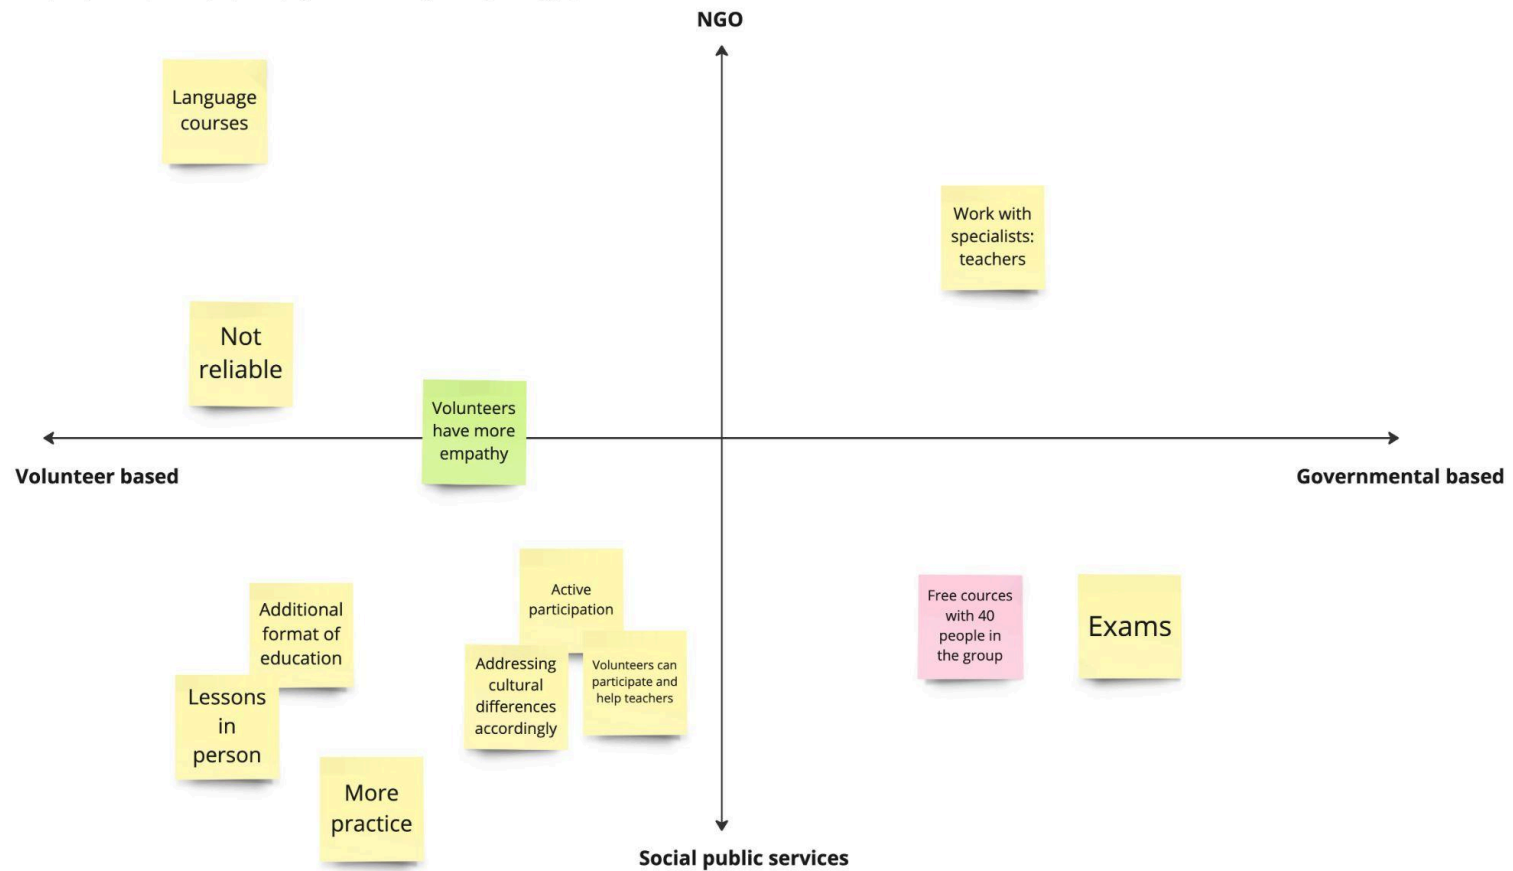 NGO
Language
courses
Work with
specialists:
teachers
Not
reliable
Volunteers
have more
empathy
Volunteer based
Governmental based
Active
participation
Additional
format of
education
Free cources
with 40
people in
the group
Exams
Addressing
cultural
differences
accordingly
Volunteers can
participate and
help teachers
Lessons
in
person
More
practice
Social public services